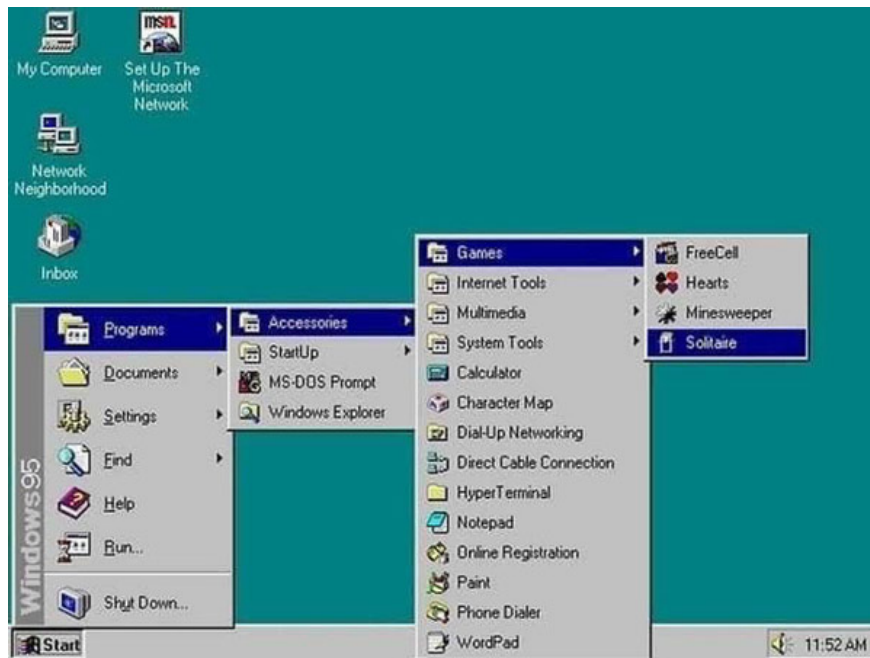 My Computer
msn.
Set Up The
Microsoft
Network
Network
Neighborhood
Inbox
Windows95
Programs
Documents
Settings
Find
Help
Run...
Shut Down...
Accessories
StartUp
MS-DOS Prompt
Windows Explorer
Games
Internet Tools
Multimedia
System Tools
Calculator
Character Map
Dial-Up Networking
Direct Cable Connection
HyperTerminal
Notepad
Online Registration
Paint
Phone Dialer
WordPad
FreeCell
Hearts
Minesweeper
Solitaire
Start
11:52 AM